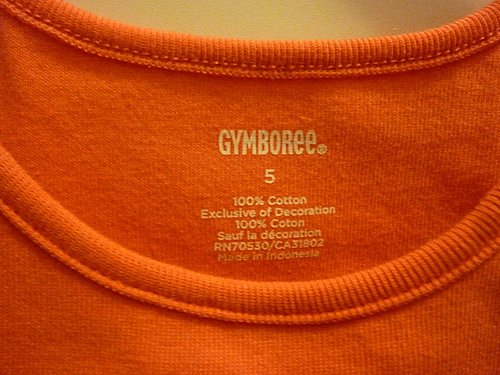 GYMBOREE®
5
100% Cotton
Exclusive of Decoration
100% Coton
Sauf la décoration
RN70530/CA31802
Made in Indonesia